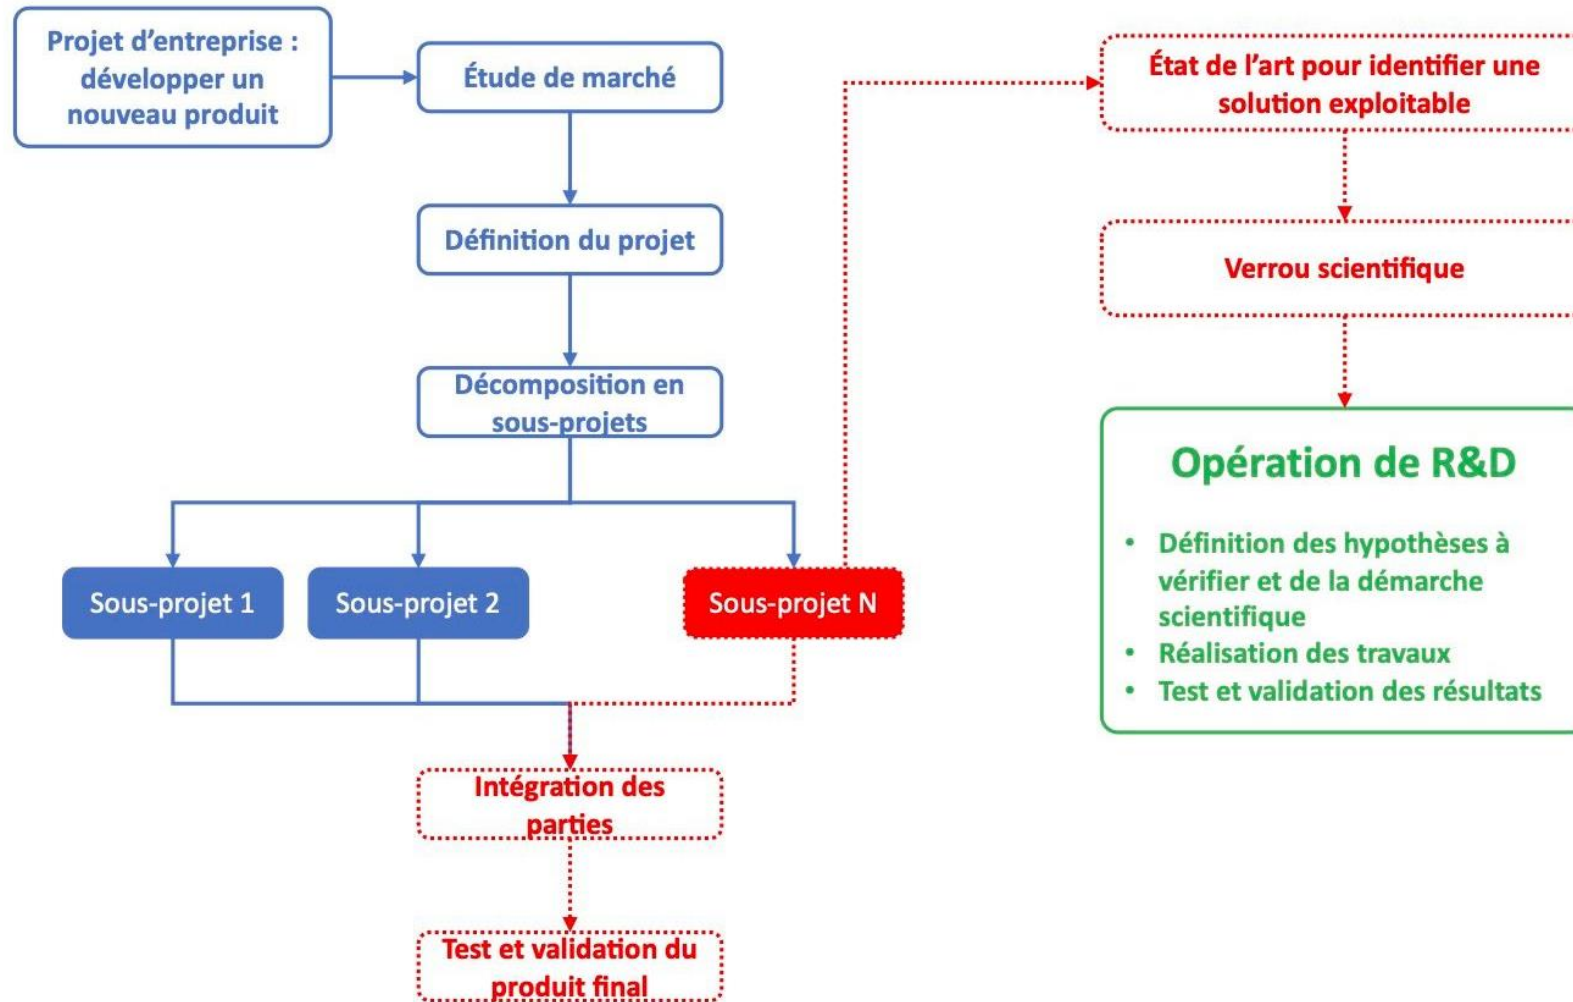 Projet d’entreprise :
développer un
nouveau produit
Étude de marché
Définition du projet
Décomposition en
sous-projets
Sous-projet 1
Sous-projet 2
Sous-projet N
Intégration des
parties
Test et validation du
produit final
État de l’art pour identifier une
solution exploitable
Verrou scientifique
Opération de R&D
• Définition des hypothèses à
vérifier et de la démarche
scientifique
• Réalisation des travaux
• Test et validation des résultats